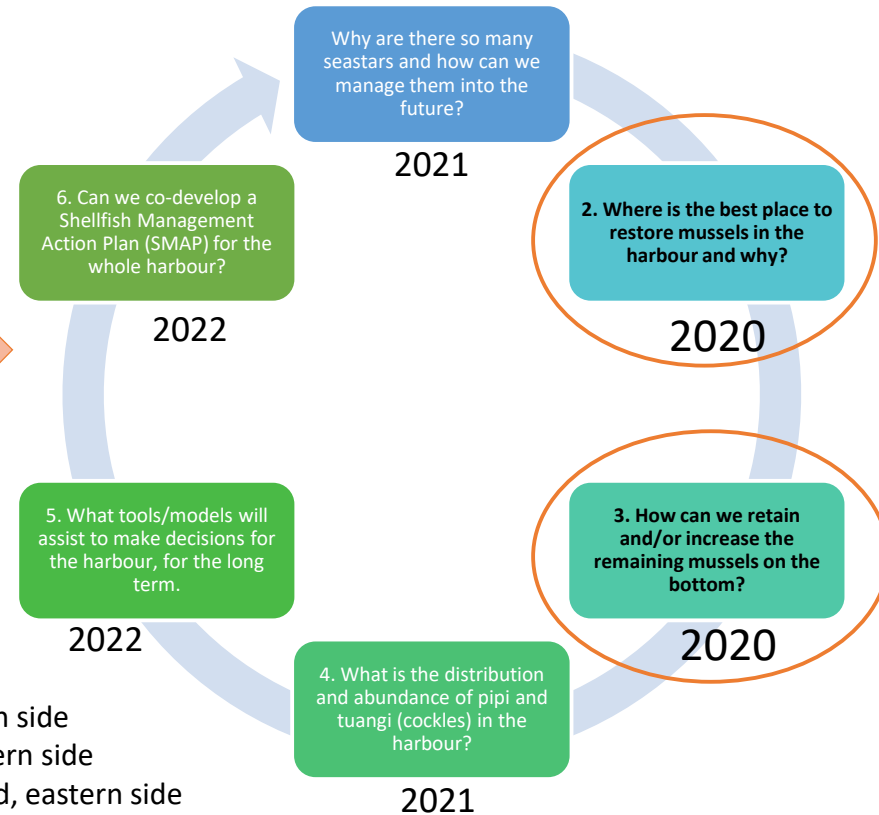 Why are there so many
seastars and how can we
manage them into the
future?
2021
2. Where is the best place to
restore mussels in the
harbour and why?
2020
3. How can we retain
and/or increase the
remaining mussels on the
bottom?
2020
4. What is the distribution
and abundance of pipi and
tuangi (cockles) in the
harbour?
2021
5. What tools/models will
assist to make decisions for
the harbour, for the long
term.
2022
6. Can we co-develop a
Shellfish Management
Action Plan (SMAP) for the
whole harbour?
2022
side
ern side
d, eastern side